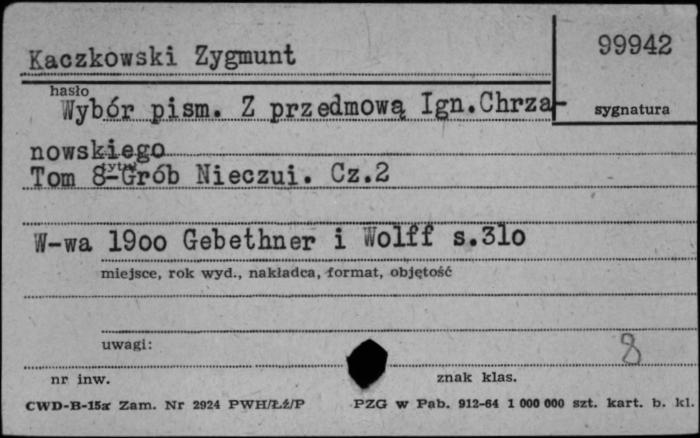 Kaczkowski Zygmunt
99942
hasło
Wybór pism. Z przedmową Ign.Chrza-
sygnatura
nowskiego
Tom 8-Grób Nieczui. Cz.2
W-wa 19oo Gebethner i Wolff s.31o
miejsce, rok wyd., nakładca, format, objętość
uwagi:
8
nr inw.
znak klas.
CWD-B-15a Zam. Nr 2924 PWH/Łź/P PZG w Pab. 912-64 1 000 000 szt. kart. b. kl.